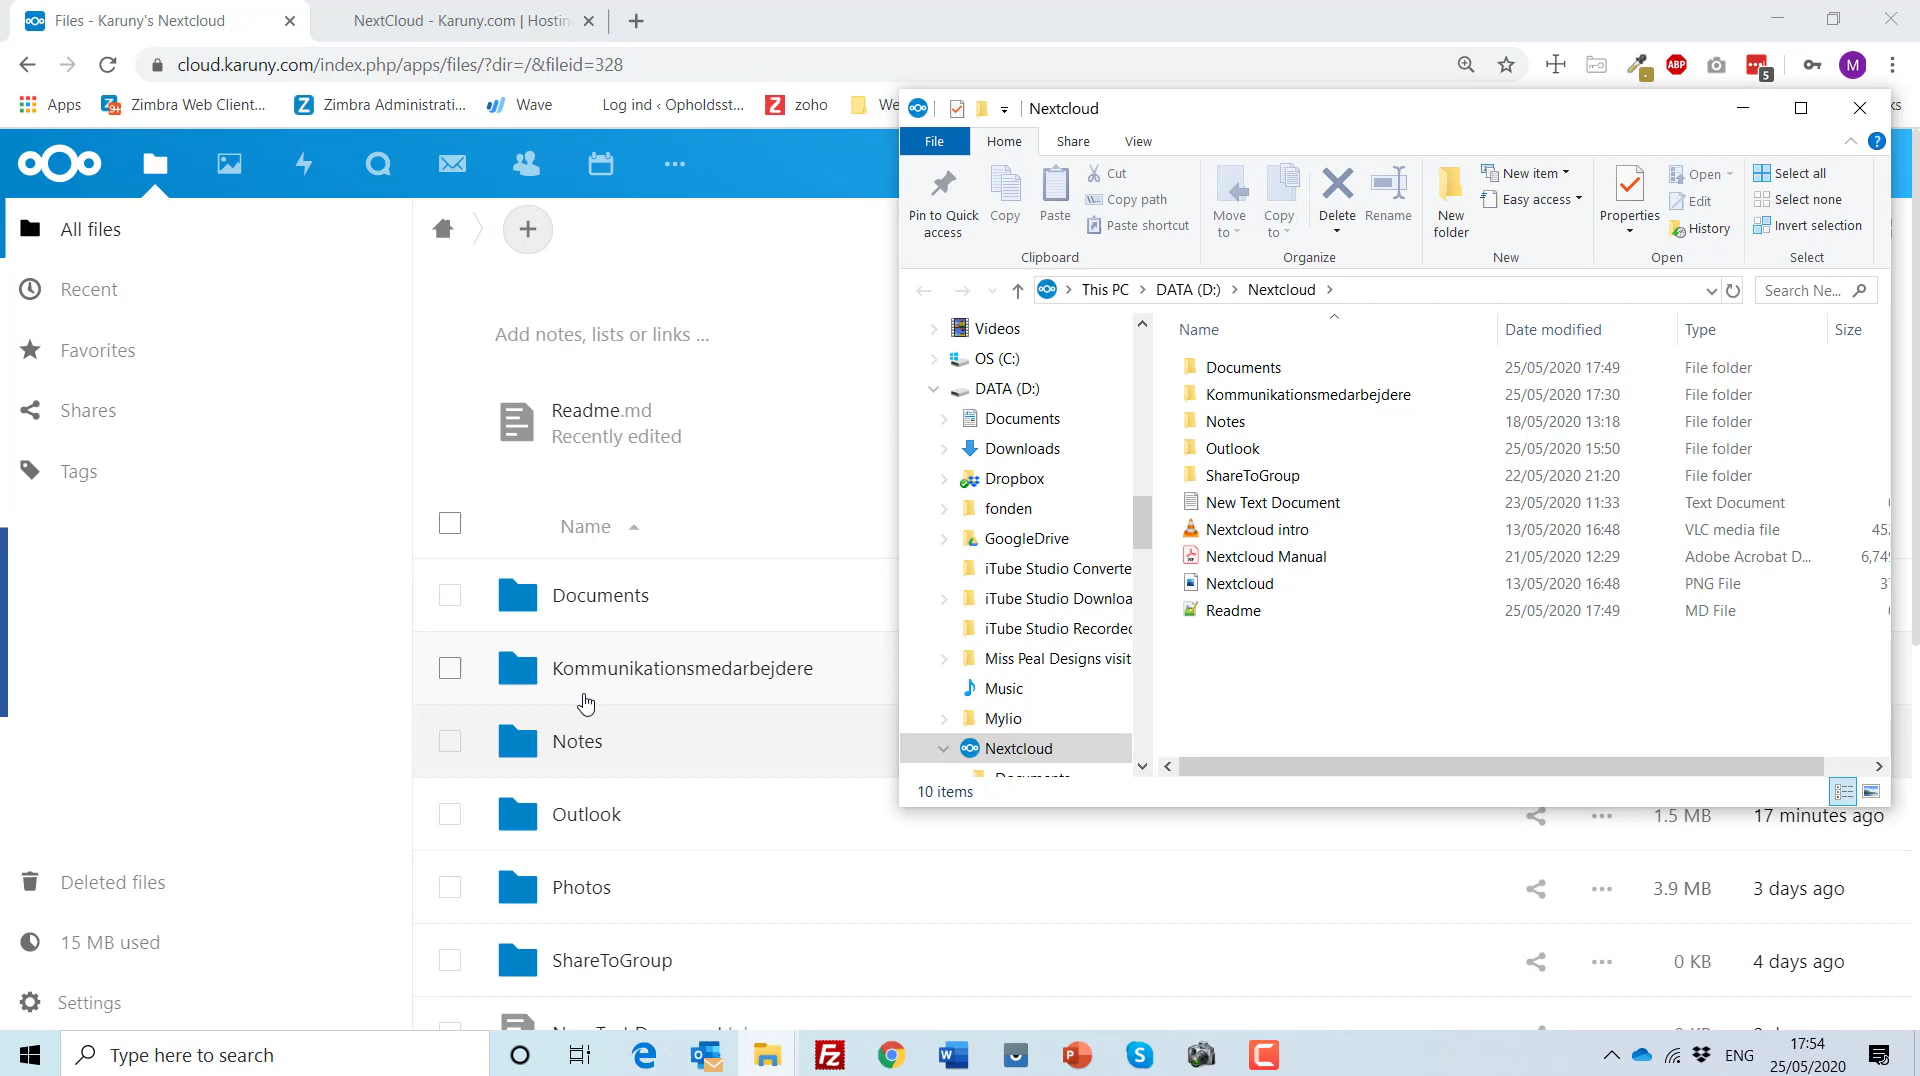 Files - Karuny's Nextcloud
NextCloud - Karuny.com | Hostin
cloud.karuny.com/index.php/apps/files/?dir=/&fileid=328
ABP
5
M
Apps
Zimbra Web Client...
Zimbra Administrati...
Wave
Log ind ‹ Opholdsst...
zoho
We
ks
Nextcloud
File
Home
Share
View
Pin to Quick access
Copy
Paste
Cut
Copy path
Paste shortcut
Move to
Copy to
Delete
Rename
New folder
New item
Easy access
Properties
Open
Edit
History
Select all
Select none
Invert selection
Clipboard
Organize
New
Open
Select
This PC
DATA (D:)
Nextcloud
Search Ne...
Videos
OS (C:)
DATA (D:)
Documents
Downloads
Dropbox
fonden
GoogleDrive
iTube Studio Converte
iTube Studio Downloa
iTube Studio Recorded
Miss Peal Designs visit
Music
Mylio
Nextcloud
Documents
Name Date modified Type Size
Documents 25/05/2020 17:49 File folder
Kommunikationsmedarbejdere 25/05/2020 17:30 File folder
Notes 18/05/2020 13:18 File folder
Outlook 25/05/2020 15:50 File folder
ShareToGroup 22/05/2020 21:20 File folder
New Text Document 23/05/2020 11:33 Text Document
Nextcloud intro 13/05/2020 16:48 VLC media file 45
Nextcloud Manual 21/05/2020 12:29 Adobe Acrobat D... 6,74
Nextcloud 13/05/2020 16:48 PNG File 3
Readme 25/05/2020 17:49 MD File
10 items
All files
Recent
Favorites
Shares
Tags
Deleted files
15 MB used
Settings
Add notes, lists or links ...
Readme.md
Recently edited
Name
Documents
Kommunikationsmedarbejdere
Notes
Outlook 1.5 MB 17 minutes ago
Photos 3.9 MB 3 days ago
ShareToGroup 0 KB 4 days ago
Type here to search
ENG
17:54
25/05/2020